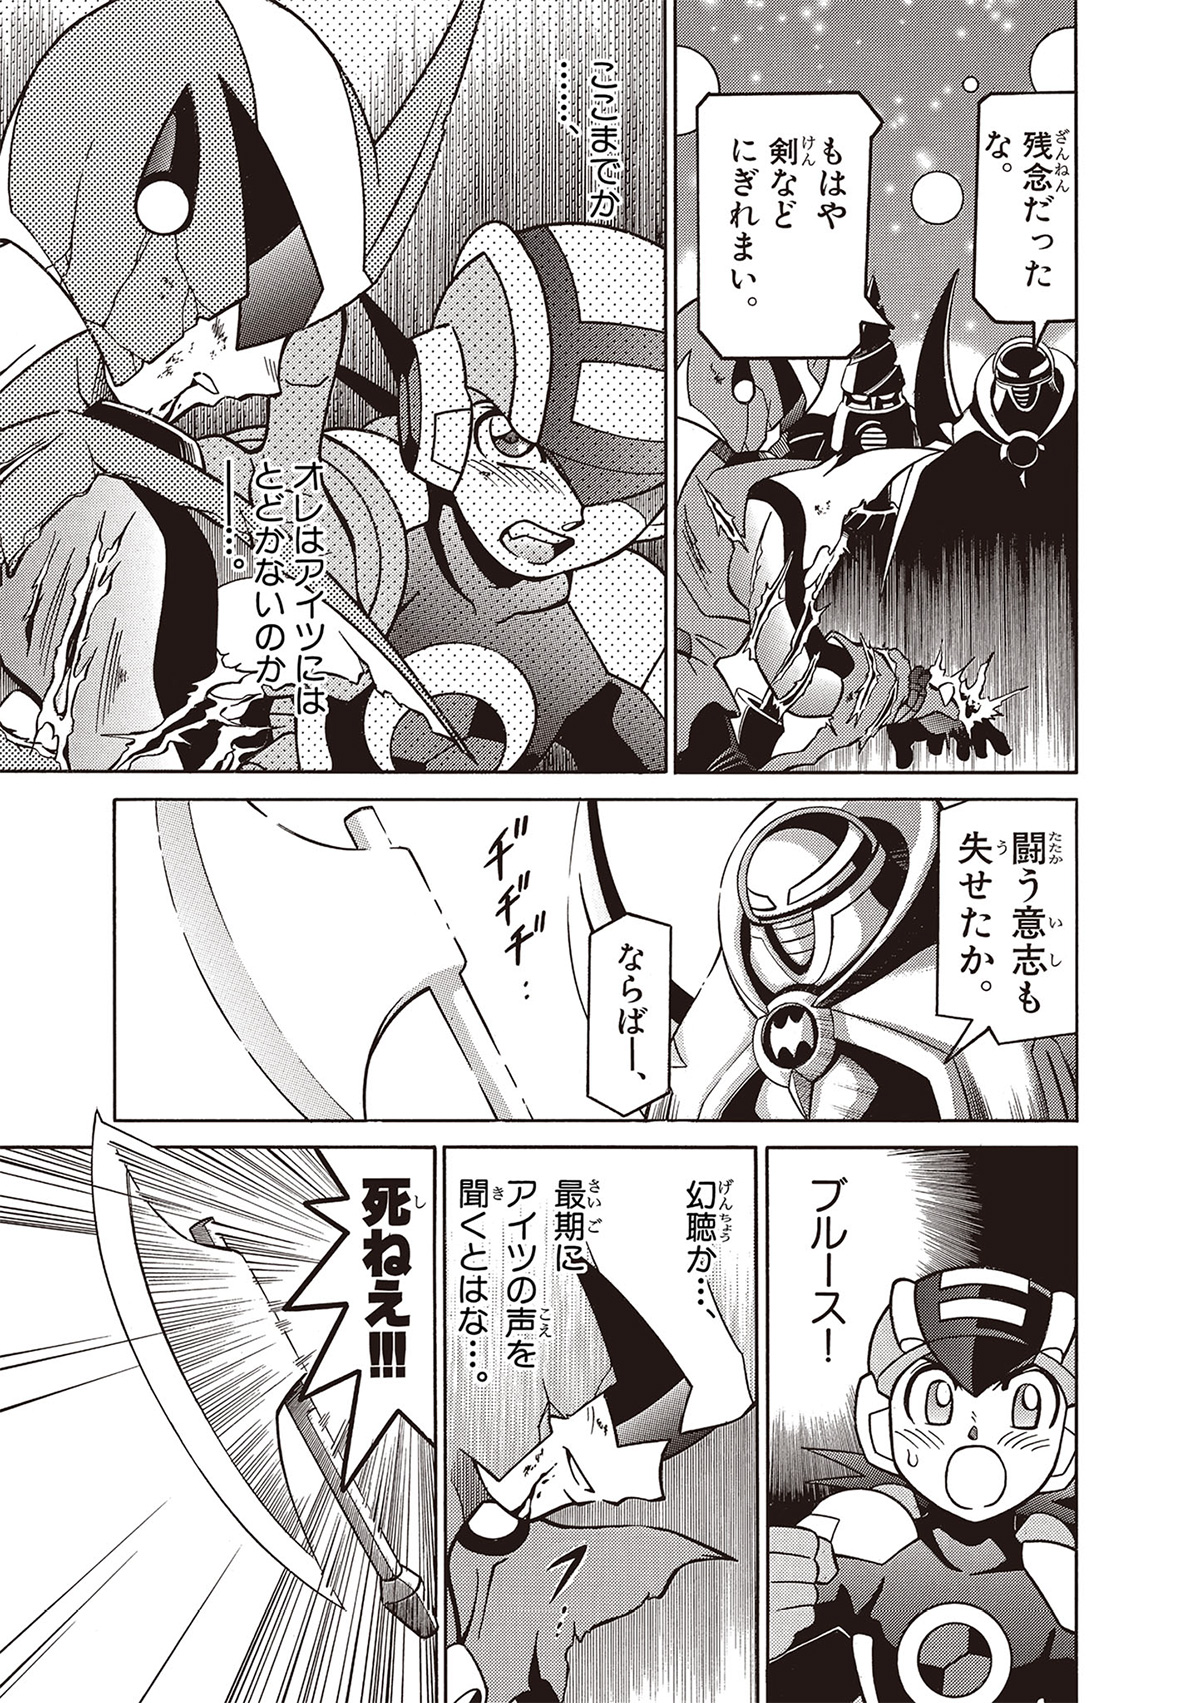 残念だった
な。
もはや
剣など
にぎれまい。
ここまでか
……、
オレはアイツには
とどかないのか
──…。
闘う意志も
失せたか。
ならばー、
ギギギ…
ブルース！
幻聴か…、
最期に
アイツの声を
聞くとはな…。
死ねえ!!!